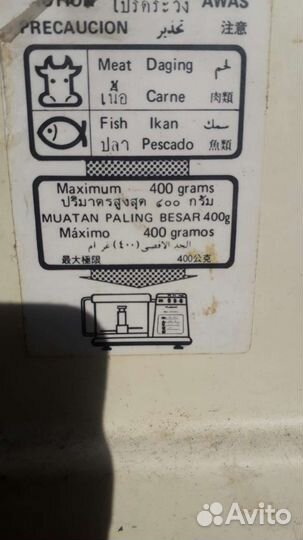 โปรดระวัง AWAS
PRECAUCION تحذير 注意
Meat Daging لحم
เนื้อ Carne 肉類
Fish Ikan سمك
ปลา Pescado 魚類
Maximum 400 grams
ปริมาตรสูงสุด ๔๐๐ กรัม
MUATAN PALING BESAR 400g
Máximo 400 gramos
الحد الاقصى (٤٠٠) غرام
最大極限 400公克
Avito